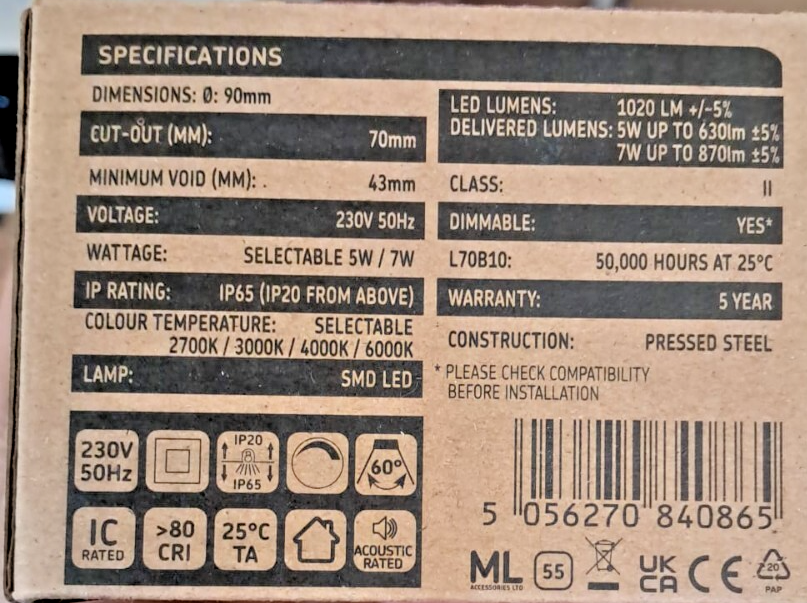 SPECIFICATIONS
DIMENSIONS: Ø: 90mm
CUT-OUT (MM): 70mm
MINIMUM VOID (MM): 43mm
VOLTAGE: 230V 50Hz
WATTAGE: SELECTABLE 5W / 7W
IP RATING: IP65 (IP20 FROM ABOVE)
COLOUR TEMPERATURE: SELECTABLE
2700K / 3000K / 4000K / 6000K
LAMP: SMD LED
LED LUMENS: 1020 LM +/-5%
DELIVERED LUMENS: 5W UP TO 630lm ±5%
7W UP TO 870lm ±5%
CLASS: II
DIMMABLE: YES*
L70B10: 50,000 HOURS AT 25°C
WARRANTY: 5 YEAR
CONSTRUCTION: PRESSED STEEL
* PLEASE CHECK COMPATIBILITY
BEFORE INSTALLATION
230V
50Hz
IP20
IP65
60°
IC
RATED
>80
CRI
25°C
TA
ACOUSTIC
RATED
5 056270 840865
ML
ACCESSORIES LTD
55
UK
CA
CE
20
PAP